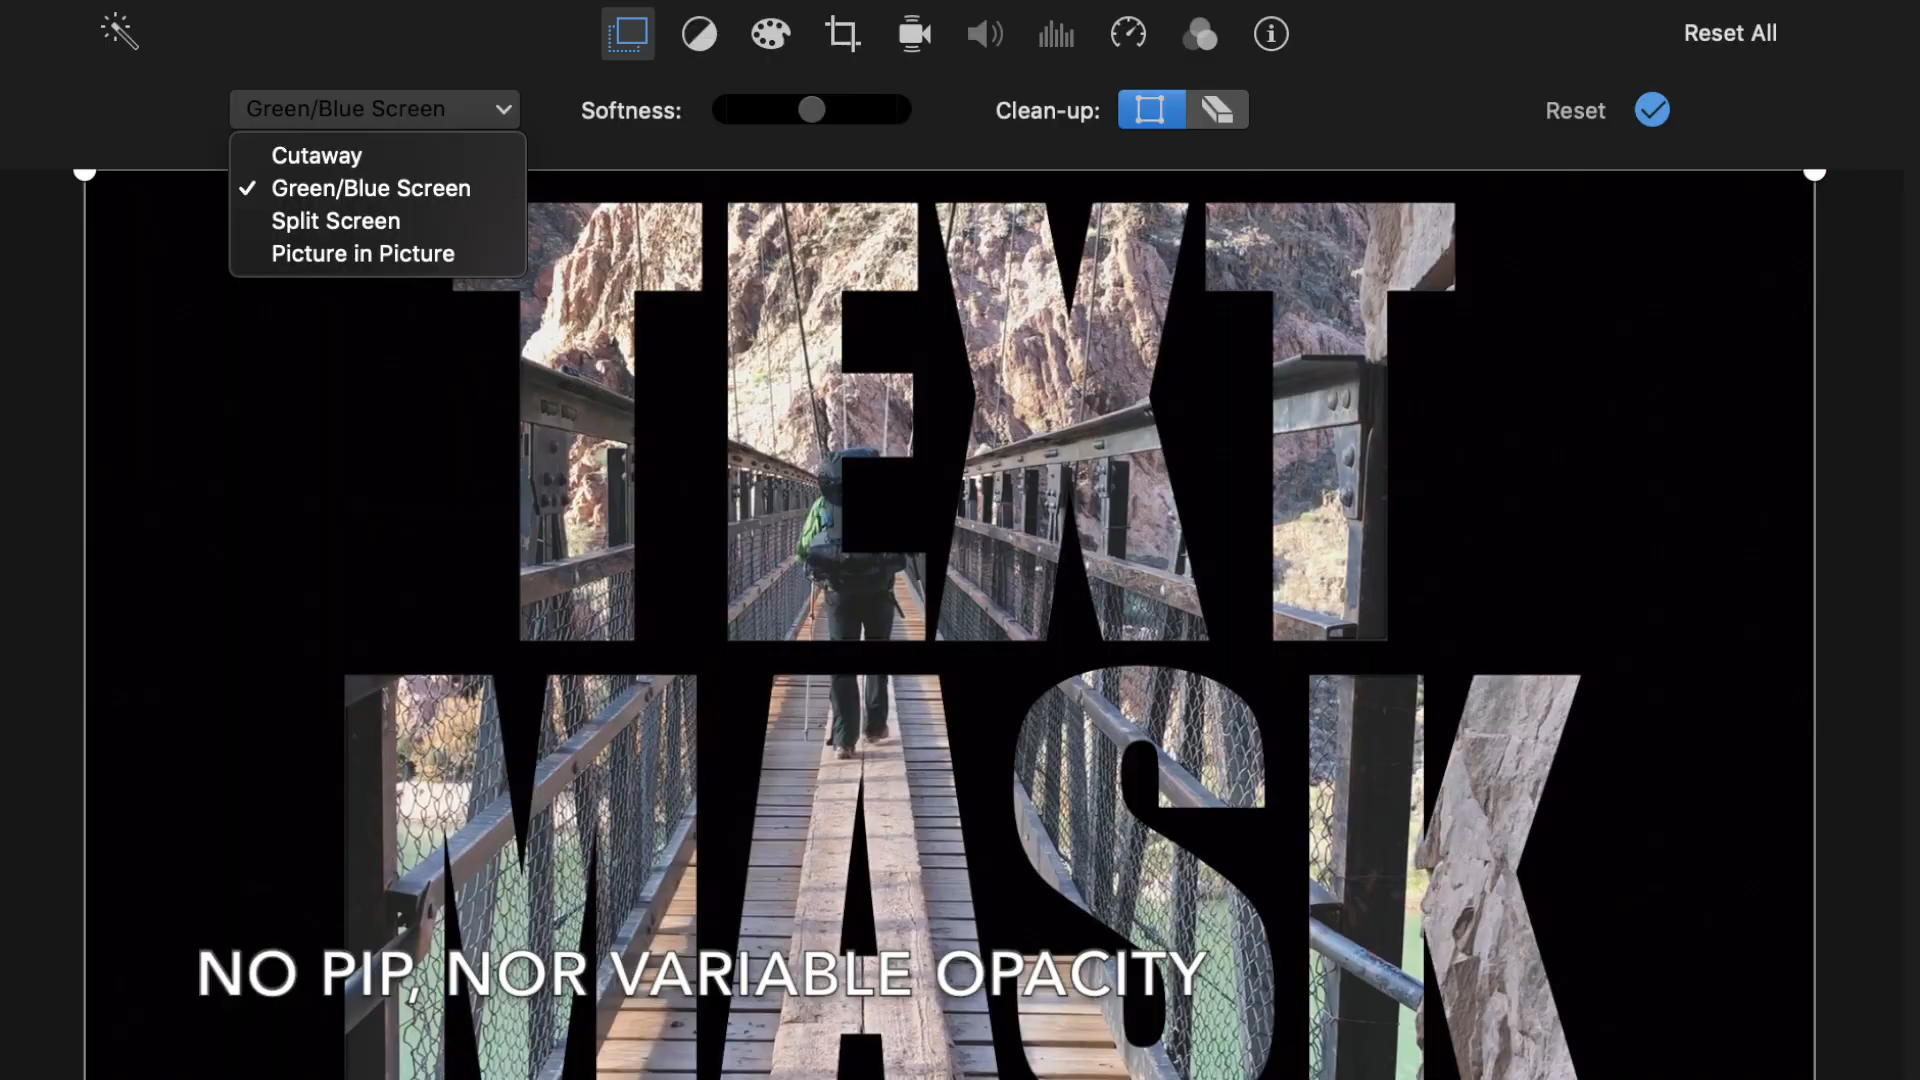 Reset All
Green/Blue Screen
Softness:
Clean-up:
Reset
Cutaway
Green/Blue Screen
Split Screen
Picture in Picture
TEXT
MASK
NO PIP, NOR VARIABLE OPACITY